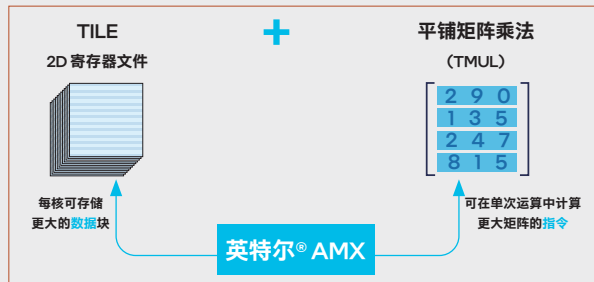 TILE
2D 寄存器文件
+
平铺矩阵乘法
（TMUL）
2 9 0
1 3 5
2 4 7
8 1 5
每核可存储
更大的数据块
可在单次运算中计算
更大矩阵的指令
英特尔® AMX